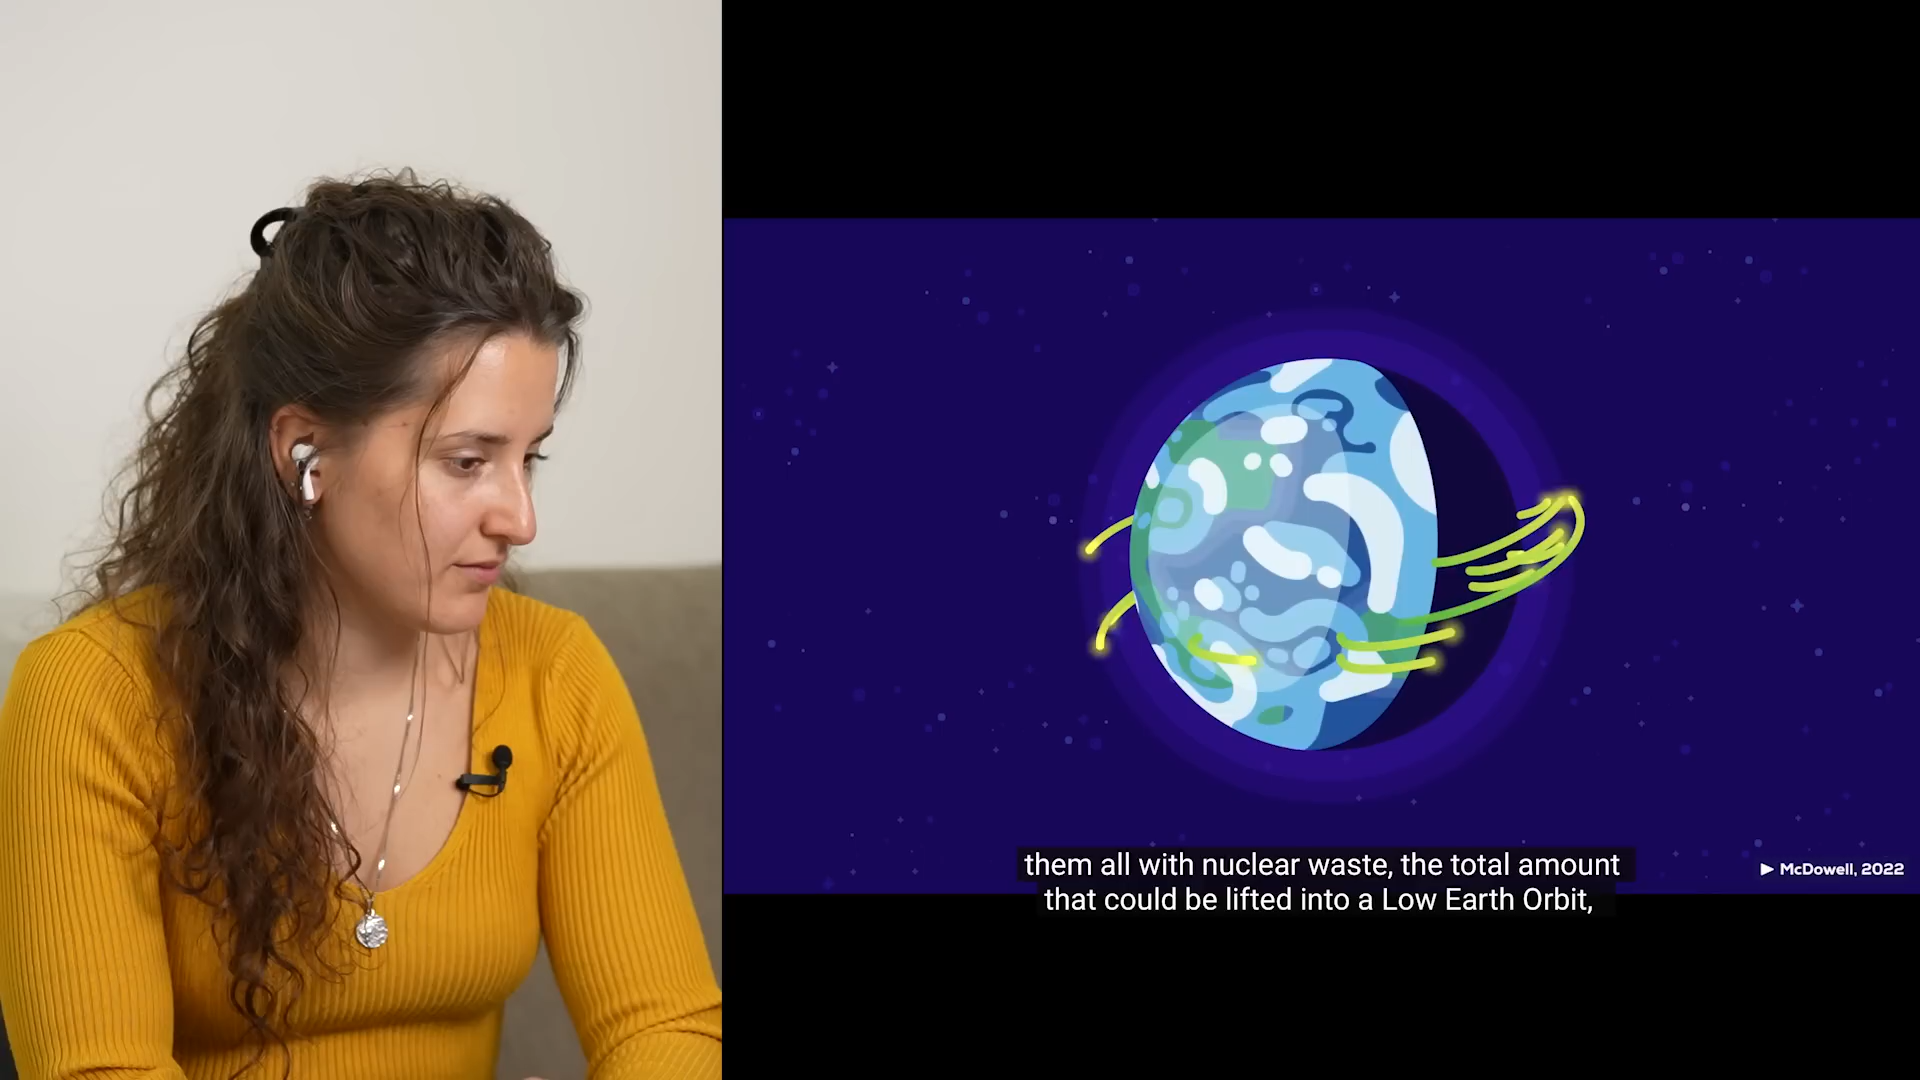 them all with nuclear waste, the total amount
that could be lifted into a Low Earth Orbit,
► McDowell, 2022